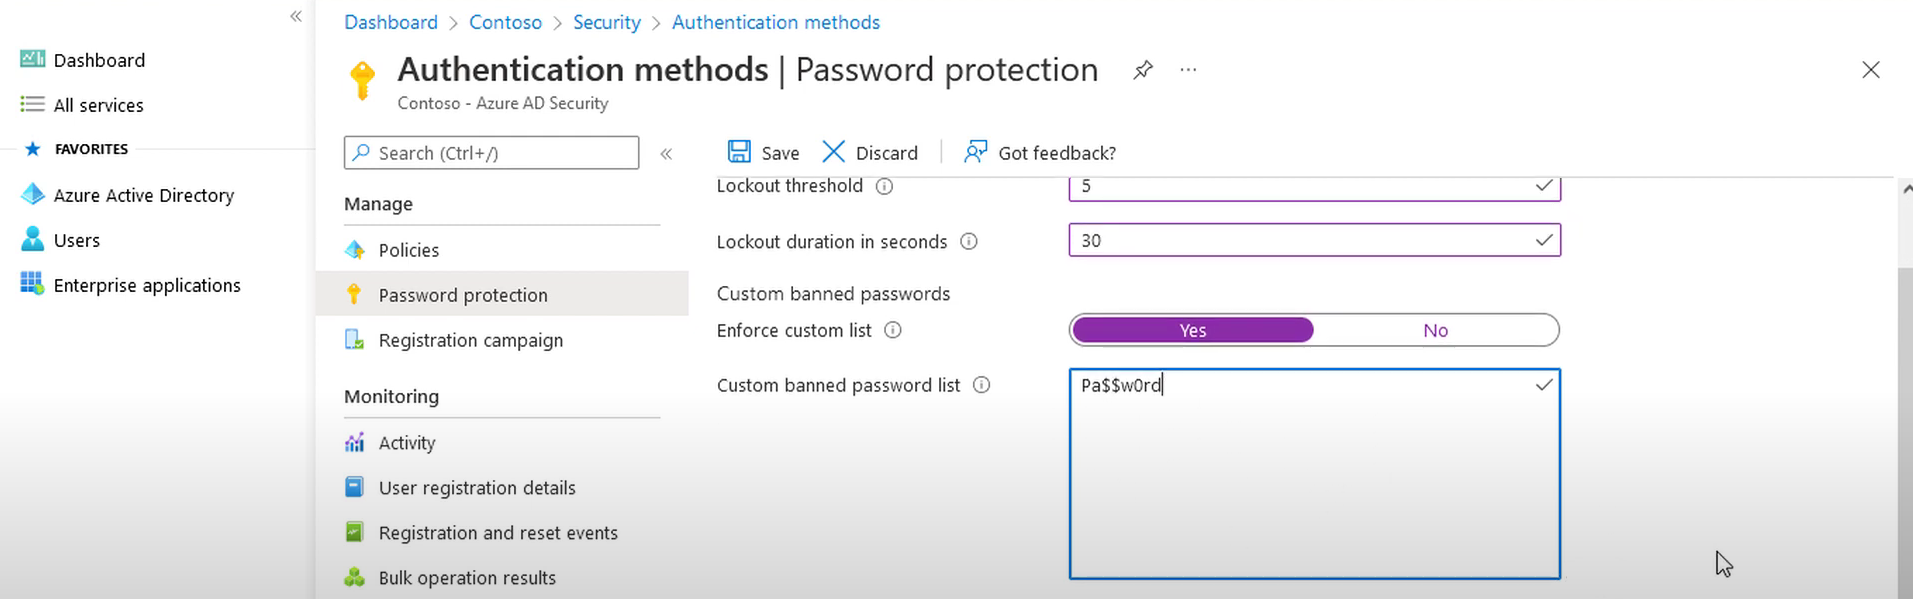 Dashboard > Contoso > Security > Authentication methods
Dashboard
All services
FAVORITES
Azure Active Directory
Users
Enterprise applications
Authentication methods | Password protection
Contoso - Azure AD Security
Search (Ctrl+/)
Manage
Policies
Password protection
Registration campaign
Monitoring
Activity
User registration details
Registration and reset events
Bulk operation results
Save
Discard
Got feedback?
Lockout threshold
5
Lockout duration in seconds
30
Custom banned passwords
Enforce custom list
Yes
No
Custom banned password list
Pa$$w0rd